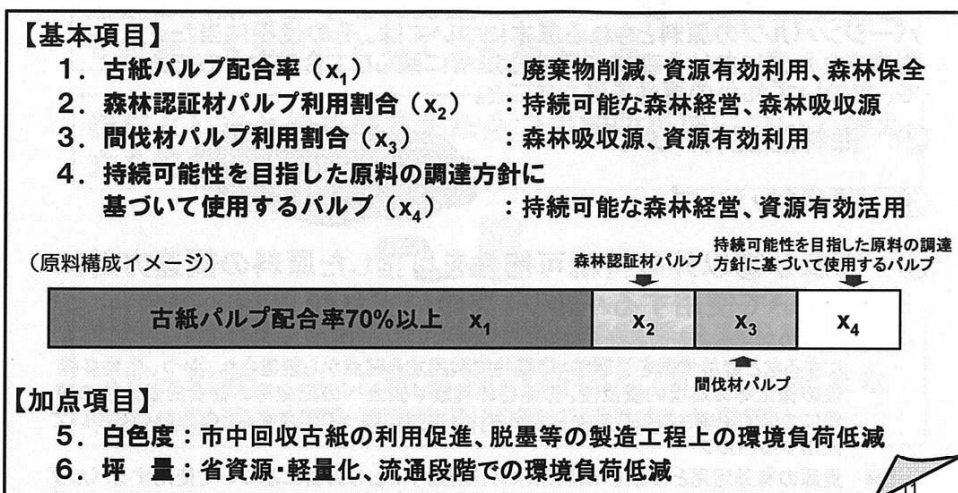 【基本項目】
1. 古紙パルプ配合率(x₁) :廃棄物削減、資源有効利用、森林保全
2. 森林認証材パルプ利用割合(x₂) :持続可能な森林経営、森林吸収源
3. 間伐材パルプ利用割合(x₃) :森林吸収源、資源有効利用
4. 持続可能性を目指した原料の調達方針に
基づいて使用するパルプ(x₄) :持続可能な森林経営、資源有効活用
(原料構成イメージ)
森林認証材パルプ
持続可能性を目指した原料の調達
方針に基づいて使用するパルプ
古紙パルプ配合率70%以上 x₁
x₂
x₃
x₄
間伐材パルプ
【加点項目】
5. 白色度:市中回収古紙の利用促進、脱墨等の製造工程上の環境負荷低減
6. 坪 量:省資源・軽量化、流通段階での環境負荷低減
11